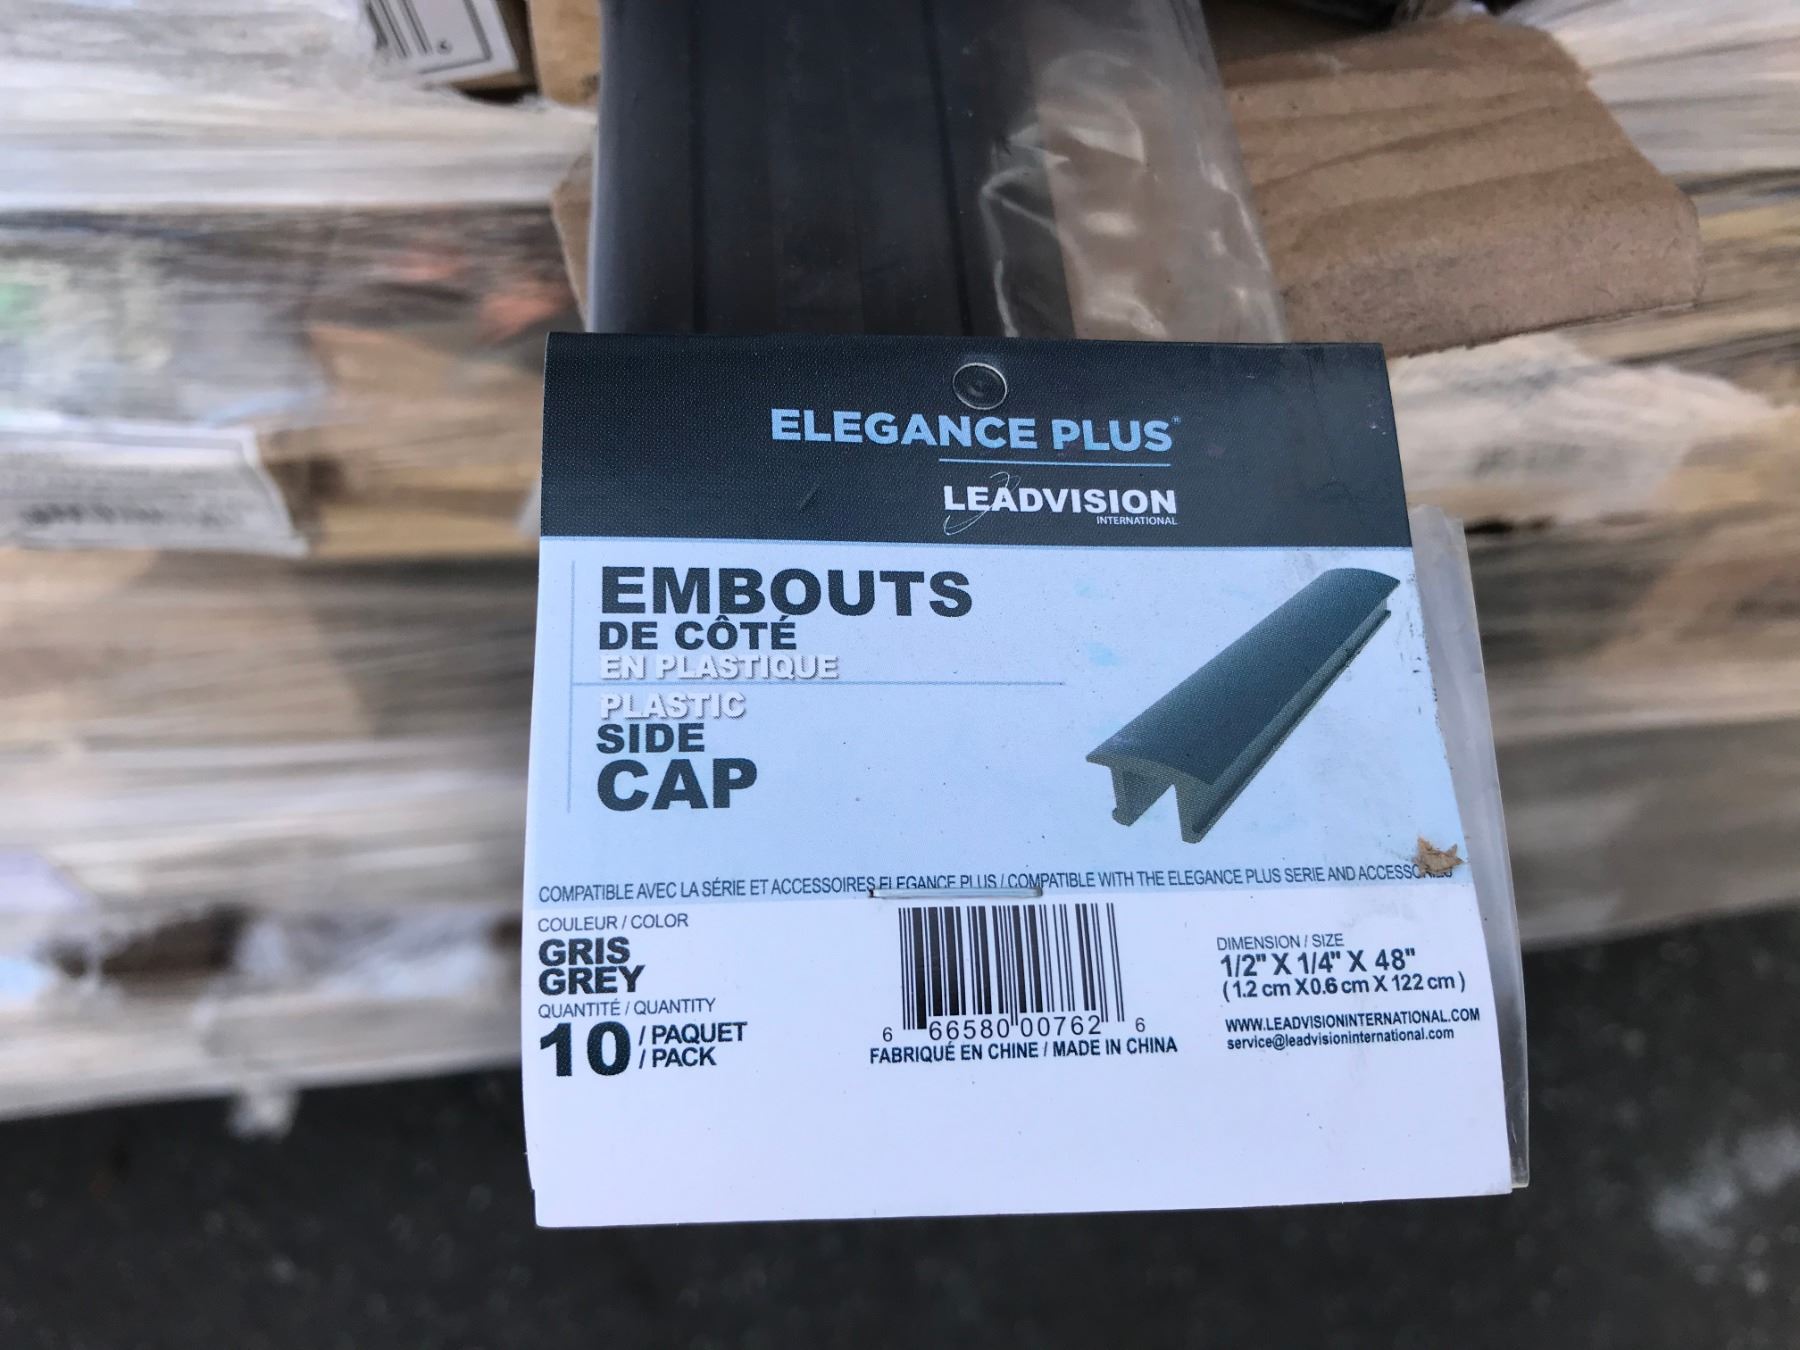 ELEGANCE PLUS®
LEADVISION
INTERNATIONAL
EMBOUTS
DE CÔTÉ
EN PLASTIQUE
PLASTIC
SIDE
CAP
COMPATIBLE AVEC LA SÉRIE ET ACCESSOIRES ELEGANCE PLUS / COMPATIBLE WITH THE ELEGANCE PLUS SERIE AND ACCESSORIES
COULEUR / COLOR
GRIS
GREY
QUANTITÉ / QUANTITY
10 / PAQUET
/ PACK
6 66580 00762 6
FABRIQUÉ EN CHINE / MADE IN CHINA
DIMENSION / SIZE
1/2" X 1/4" X 48"
(1.2 cm X 0.6 cm X 122 cm)
WWW.LEADVISIONINTERNATIONAL.COM
service@leadvisioninternational.com